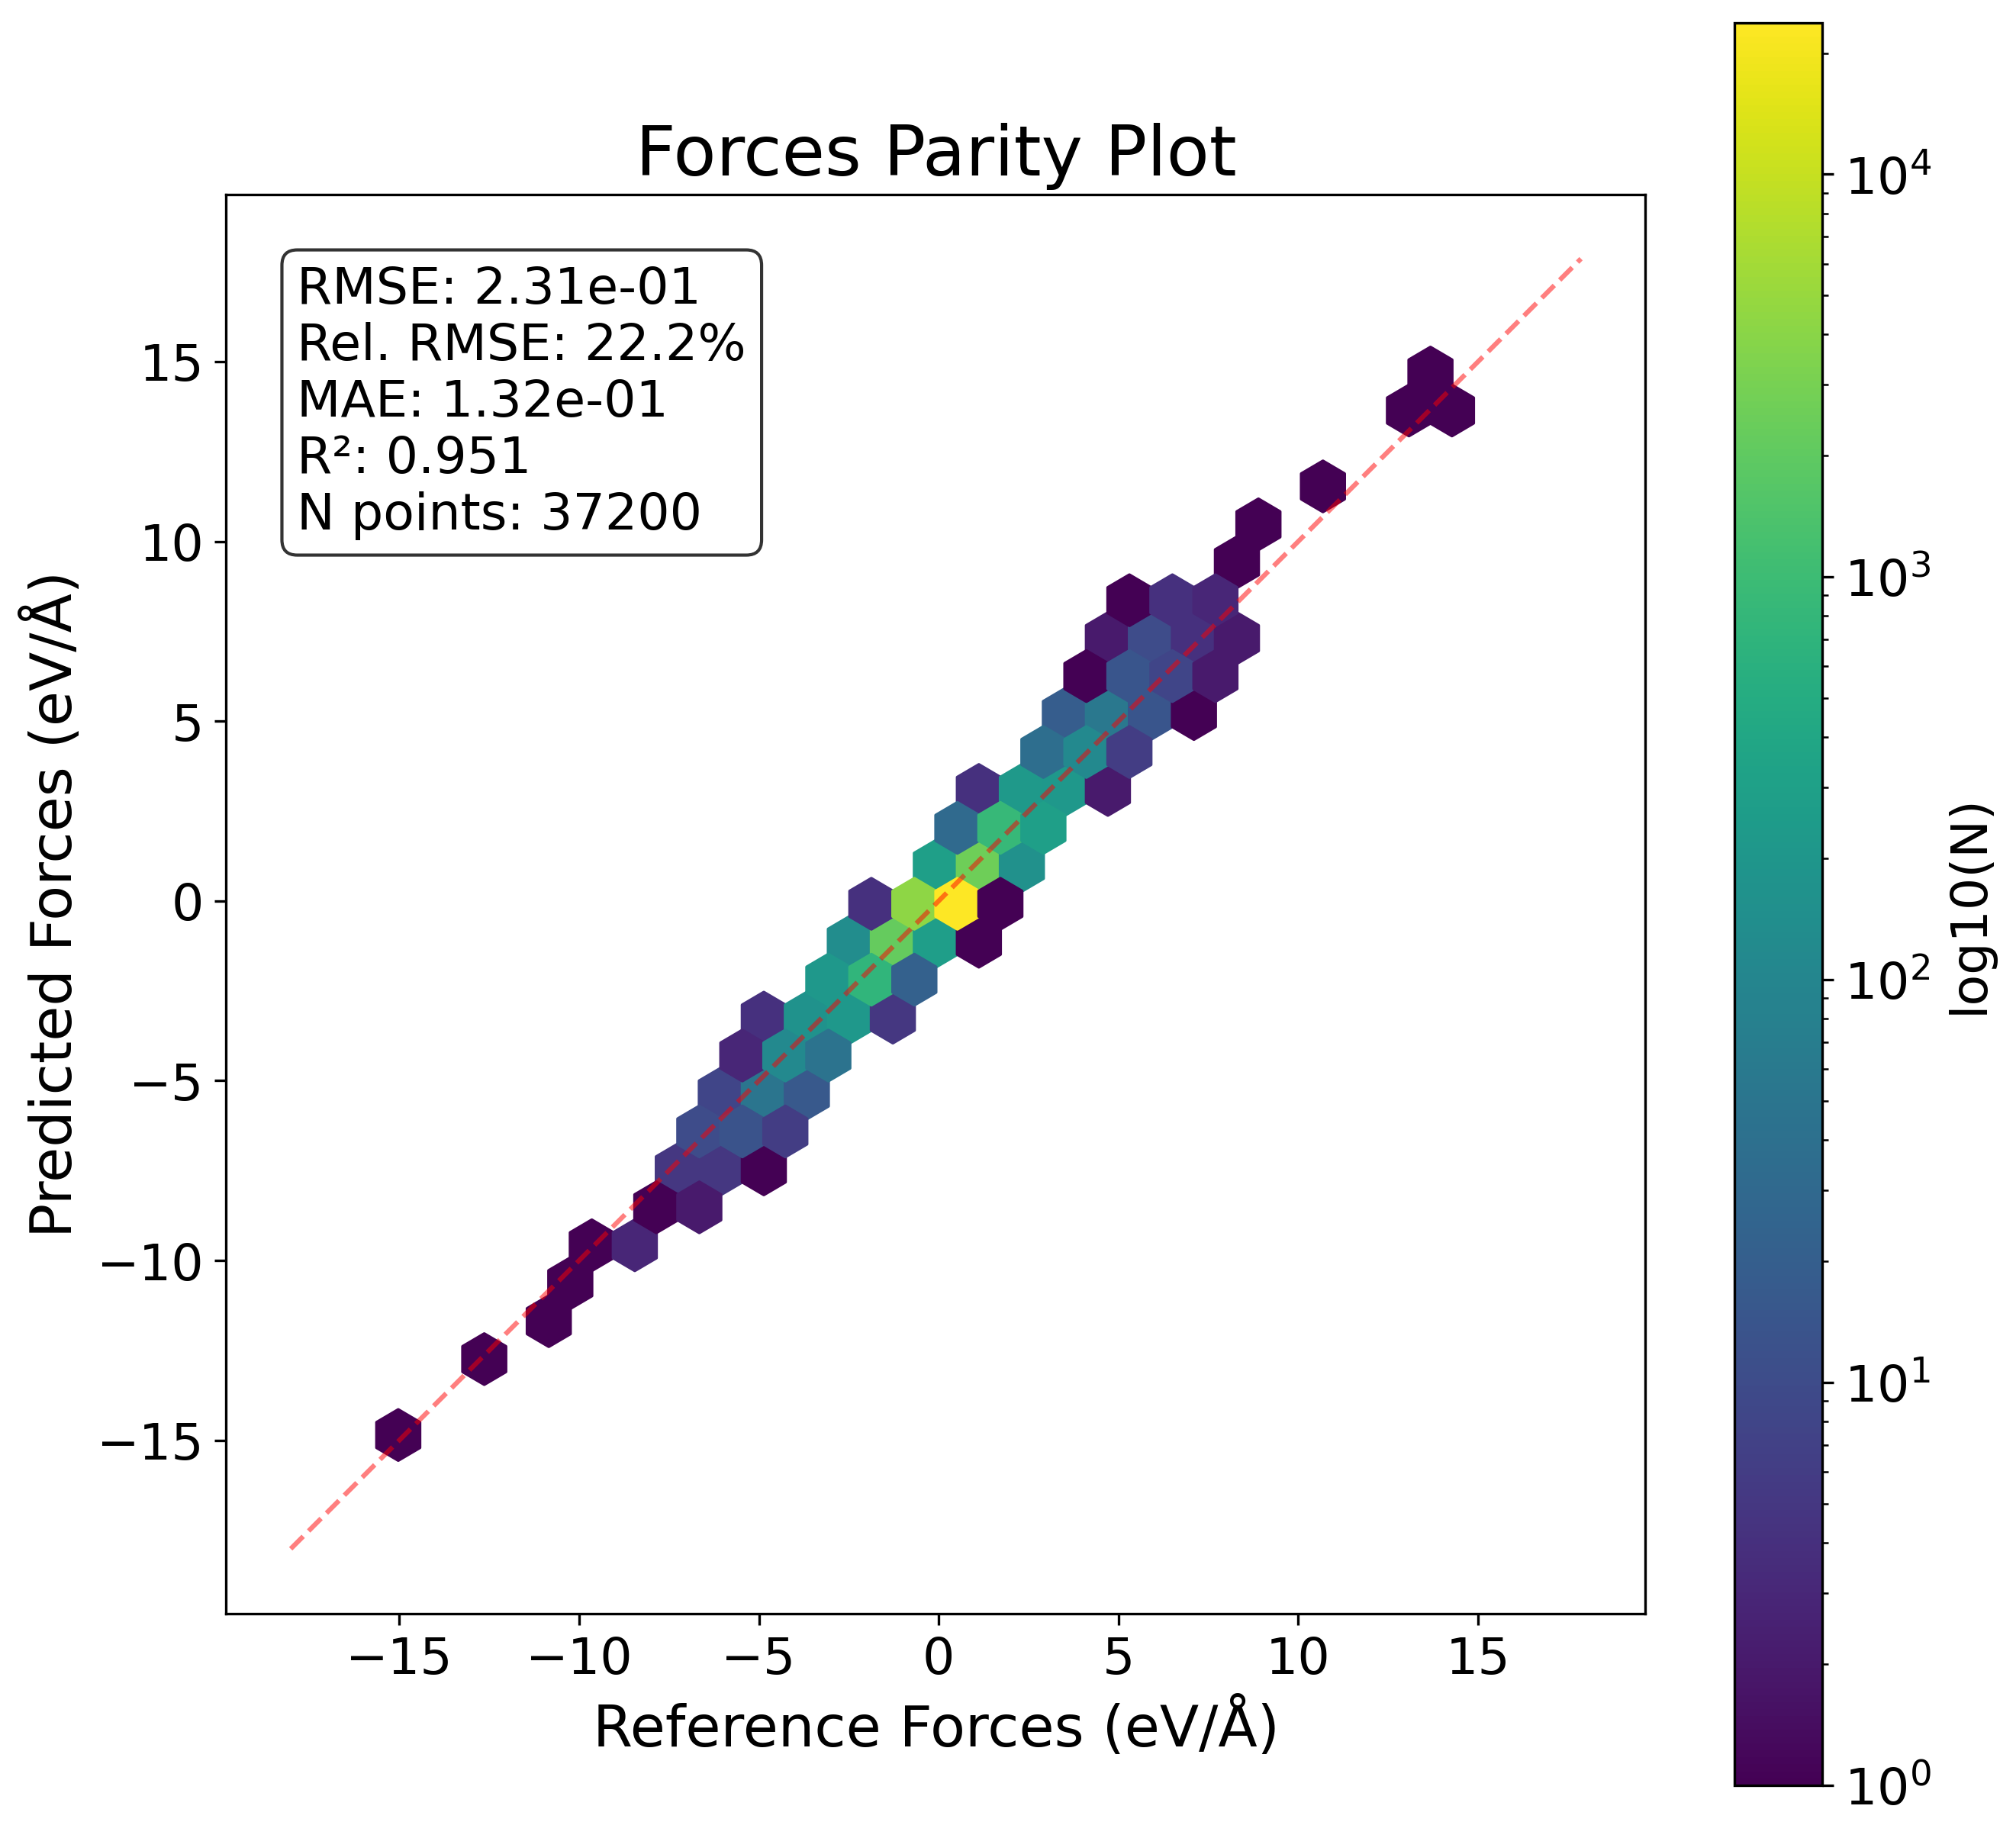 Forces Parity Plot
RMSE: 2.31e-01
Rel. RMSE: 22.2%
MAE: 1.32e-01
R²: 0.951
N points: 37200
Predicted Forces (eV/Å)
15
10
5
0
−5
−10
−15
−15 −10 −5 0 5 10 15
Reference Forces (eV/Å)
10⁴
10³
10²
10¹
10⁰
log10(N)